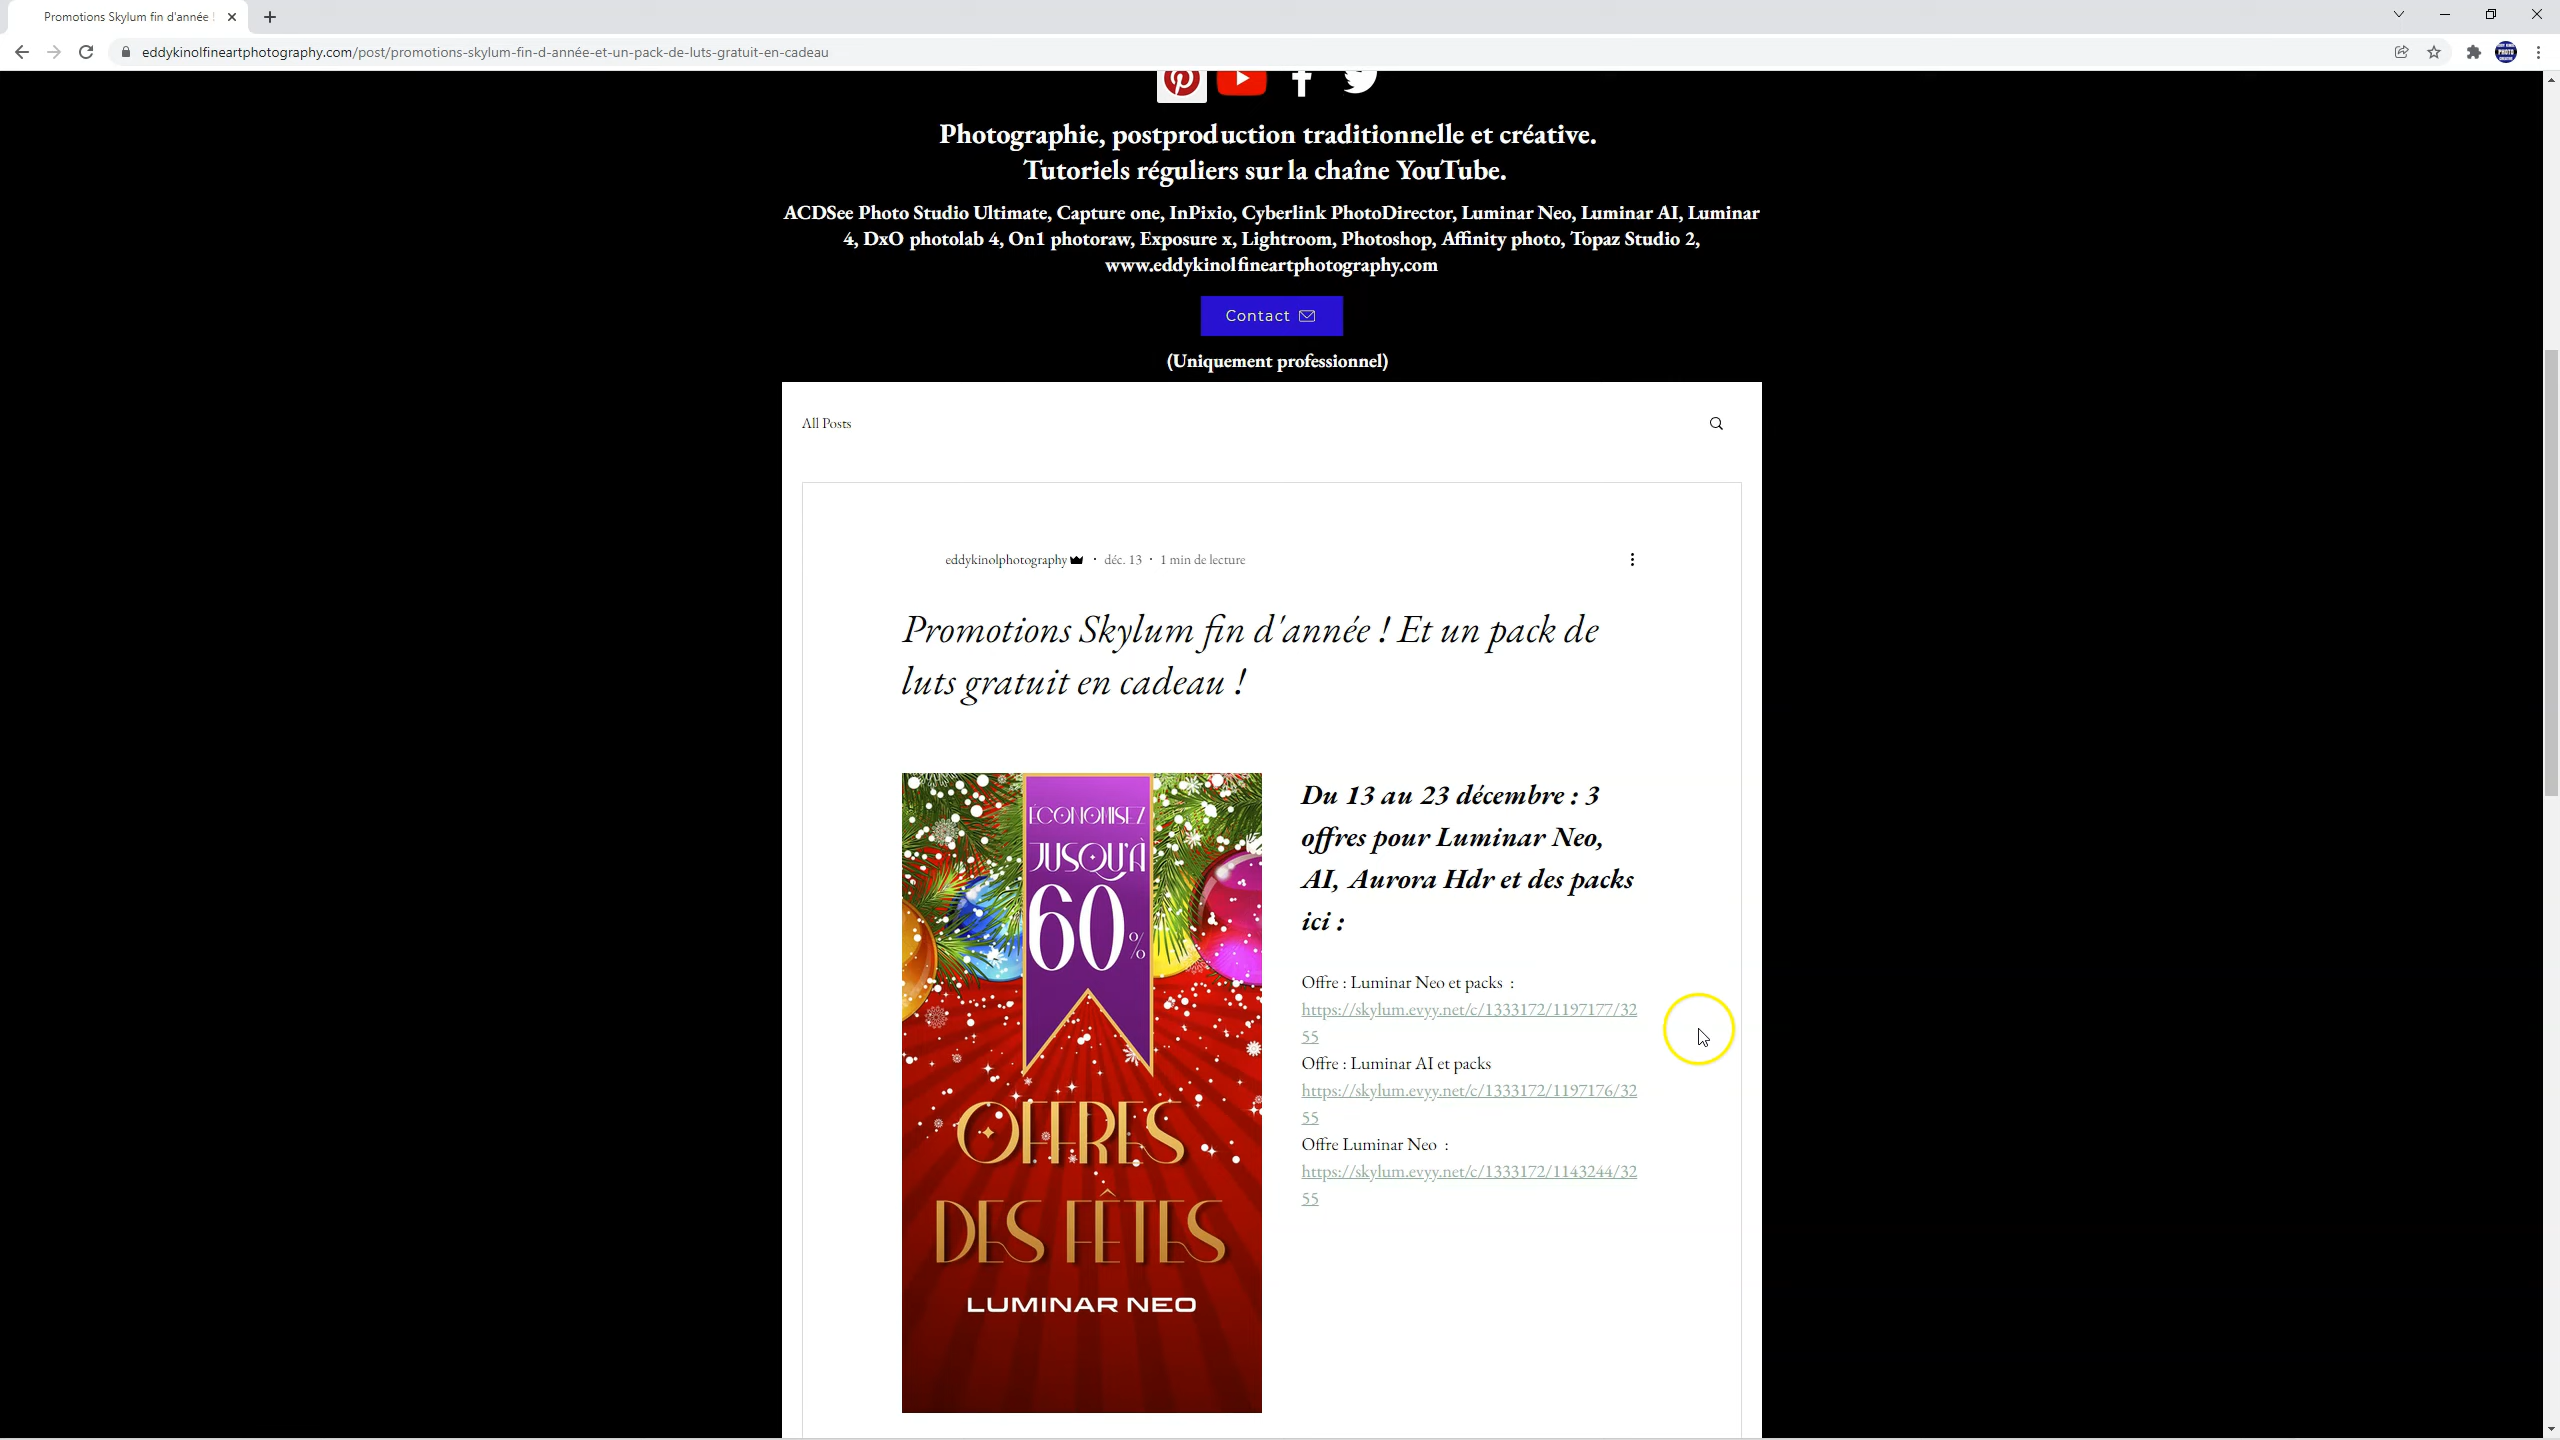 Promotions Skylum fin d'année !
eddykinolfineartphotography.com/post/promotions-skylum-fin-d-année-et-un-pack-de-luts-gratuit-en-cadeau
Photographie, postproduction traditionnelle et créative.
Tutoriels réguliers sur la chaîne YouTube.
ACDSee Photo Studio Ultimate, Capture one, InPixio, Cyberlink PhotoDirector, Luminar Neo, Luminar AI, Luminar
4, DxO photolab 4, On1 photoraw, Exposure x, Lightroom, Photoshop, Affinity photo, Topaz Studio 2,
www.eddykinolfineartphotography.com
Contact
(Uniquement professionnel)
All Posts
eddykinolphotography · déc. 13 · 1 min de lecture
Promotions Skylum fin d'année ! Et un pack de
luts gratuit en cadeau !
ÉCONOMISEZ
JUSQU'À
60%
OFFRES
DES FÊTES
LUMINAR NEO
Du 13 au 23 décembre : 3
offres pour Luminar Neo,
AI, Aurora Hdr et des packs
ici :
Offre : Luminar Neo et packs :
https://skylum.evyy.net/c/1333172/1197177/32
55
Offre : Luminar AI et packs
https://skylum.evyy.net/c/1333172/1197176/32
55
Offre Luminar Neo :
https://skylum.evyy.net/c/1333172/1143244/32
55